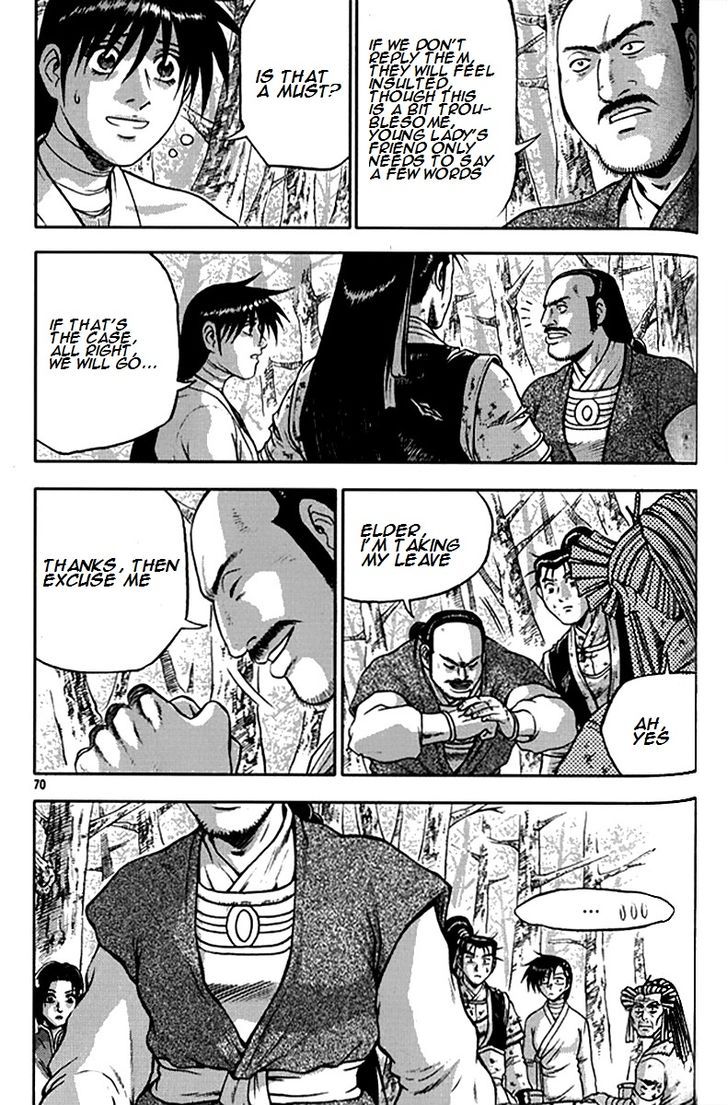 IF WE DON'T
REPLY THEM,
THEY WILL FEEL
INSULTED,
THOUGH THIS
IS A BIT TROU-
BLESOME,
YOUNG LADY'S
FRIEND ONLY
NEEDS TO SAY
A FEW WORDS
IS THAT
A MUST?
IF THAT'S
THE CASE,
ALL RIGHT,
WE WILL GO...
ELDER,
I'M TAKING
MY LEAVE
AH,
YES
THANKS, THEN
EXCUSE ME
70
...